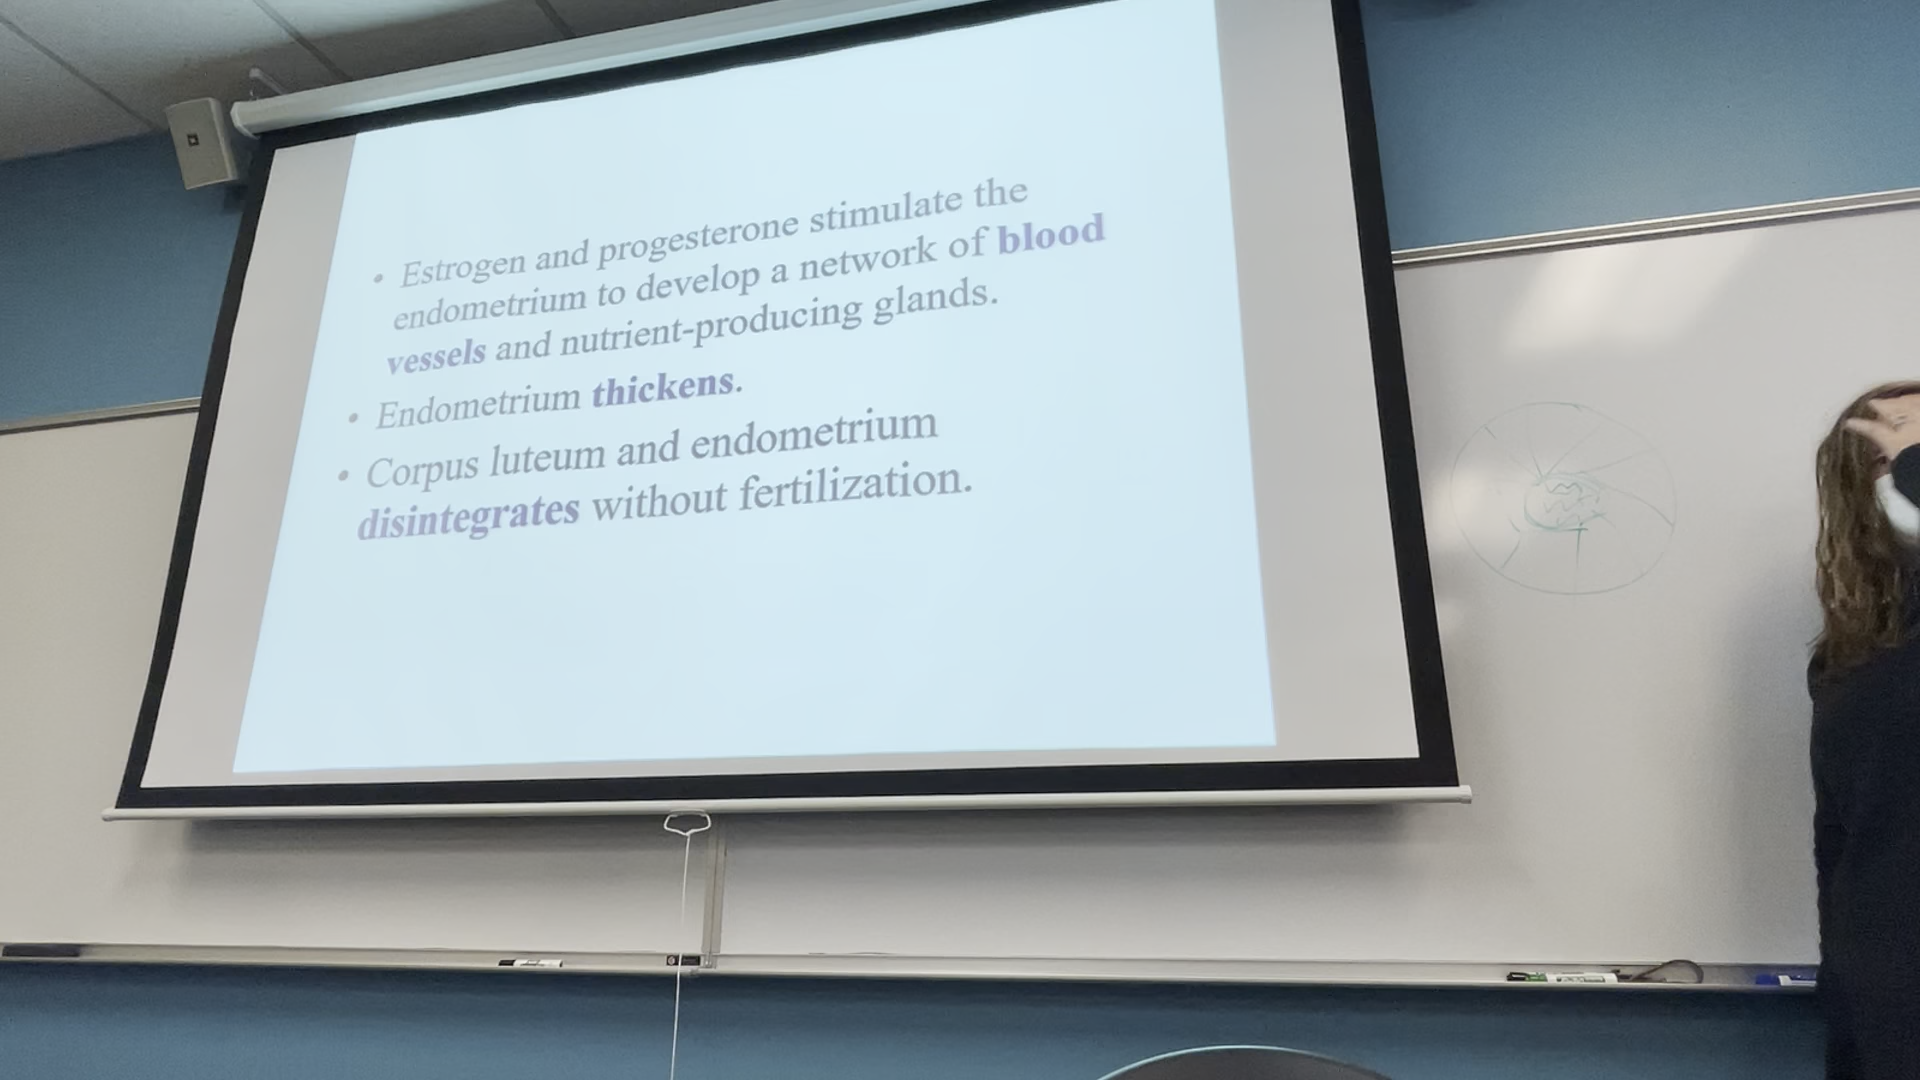 • Estrogen and progesterone stimulate the
endometrium to develop a network of blood
vessels and nutrient-producing glands.
• Endometrium thickens.
• Corpus luteum and endometrium
disintegrates without fertilization.